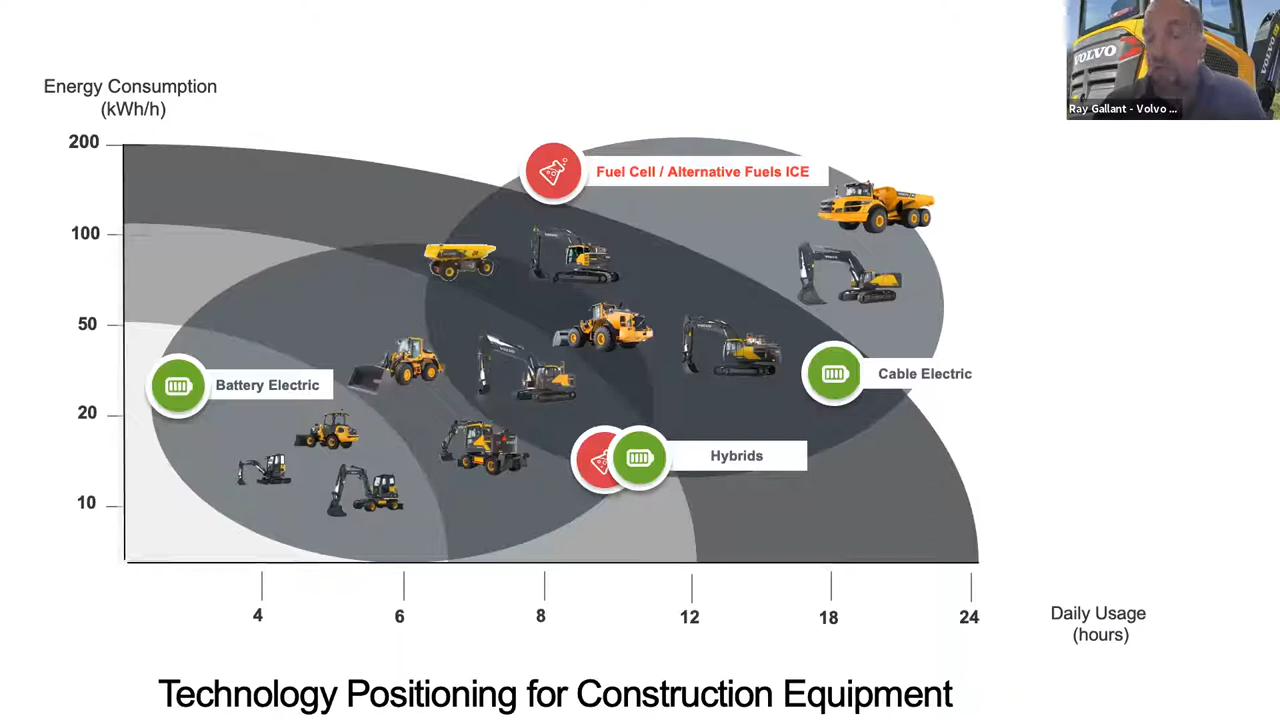 VOLVO
VOLVO
Ray Gallant - Volvo ...
Energy Consumption
(kWh/h)
200
100
50
20
10
Fuel Cell / Alternative Fuels ICE
Battery Electric
Cable Electric
Hybrids
4
6
8
12
18
24
Daily Usage
(hours)
Technology Positioning for Construction Equipment